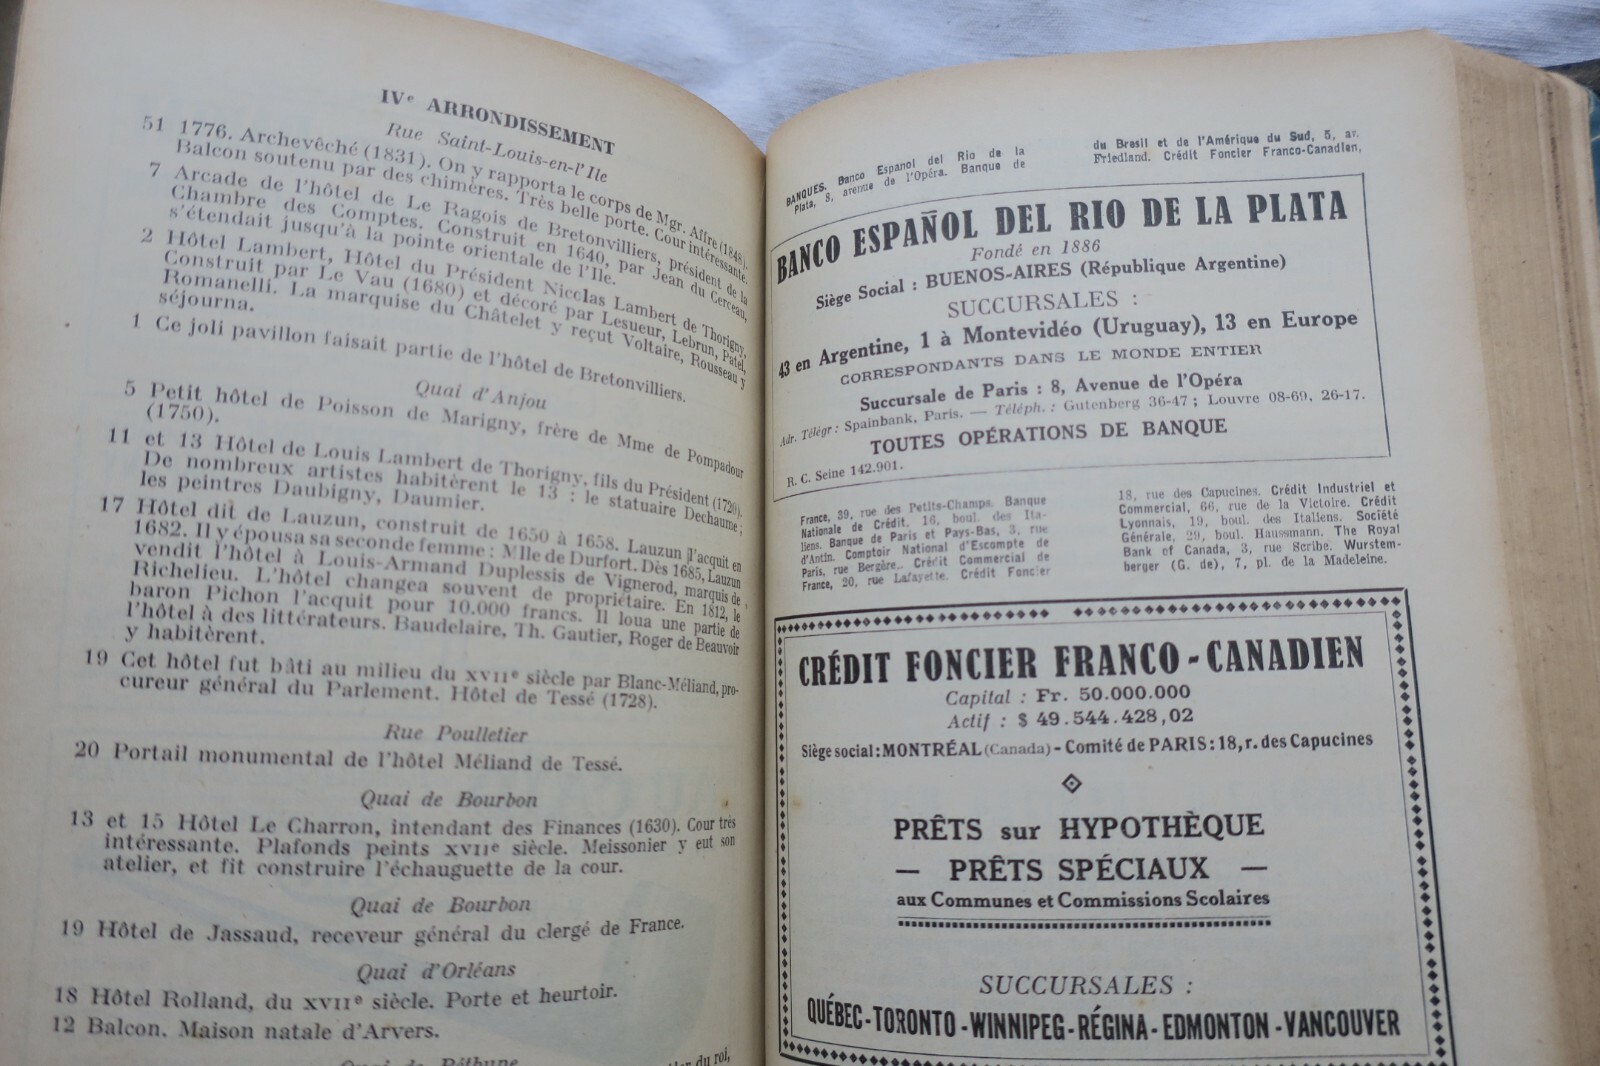 IVe ARRONDISSEMENT
Rue Saint-Louis-en-l'Ile
51 1776. Archevêché (1831). On y rapporta le corps de Mgr. Affre (1848).
Balcon soutenu par des chimères. Très belle porte. Cour intéressante.
7 Arcade de l'hôtel de Le Ragois de Bretonvilliers, président de la
Chambre des Comptes. Construit en 1640, par Jean du Cerceau,
s'étendait jusqu'à la pointe orientale de l'Ile.
2 Hôtel Lambert, Hôtel du Président Nicolas Lambert de Thorigny,
Construit par Le Vau (1680) et décoré par Lesueur, Lebrun, Patel,
Romanelli. La marquise du Châtelet y reçut Voltaire, Rousseau y
séjourna.
1 Ce joli pavillon faisait partie de l'hôtel de Bretonvilliers.
Quai d'Anjou
5 Petit hôtel de Poisson de Marigny, frère de Mme de Pompadour
(1750).
11 et 13 Hôtel de Louis Lambert de Thorigny, fils du Président (1720).
De nombreux artistes habitèrent le 13 : le statuaire Dechaume ;
les peintres Daubigny, Daumier.
17 Hôtel dit de Lauzun, construit de 1650 à 1658. Lauzun l'acquit en
1682. Il y épousa sa seconde femme : Mlle de Durfort. Dès 1685, Lauzun
vendit l'hôtel à Louis-Armand Duplessis de Vignerod, marquis de
Richelieu. L'hôtel changea souvent de propriétaire. En 1812, le
baron Pichon l'acquit pour 10.000 francs. Il loua une partie de
l'hôtel à des littérateurs. Baudelaire, Th. Gautier, Roger de Beauvoir
y habitèrent.
19 Cet hôtel fut bâti au milieu du XVIIe siècle par Blanc-Méliand, pro-
cureur général du Parlement. Hôtel de Tessé (1728).
Rue Poulletier
20 Portail monumental de l'hôtel Méliand de Tessé.
Quai de Bourbon
13 et 15 Hôtel Le Charron, intendant des Finances (1630). Cour très
intéressante. Plafonds peints XVIIe siècle. Meissonier y eut son
atelier, et fit construire l'échauguette de la cour.
Quai de Bourbon
19 Hôtel de Jassaud, receveur général du clergé de France.
Quai d'Orléans
18 Hôtel Rolland, du XVIIe siècle. Porte et heurtoir.
12 Balcon. Maison natale d'Arvers.
Quai de Béthune
du roi,
BANQUES. Banco Espanol del Rio de la
Plata, 8, avenue de l'Opéra. Banque de
du Bresil et de l'Amérique du Sud, 5, av.
Friedland. Crédit Foncier Franco-Canadien,
BANCO ESPAÑOL DEL RIO DE LA PLATA
Fondé en 1886
Siège Social : BUENOS-AIRES (République Argentine)
SUCCURSALES :
43 en Argentine, 1 à Montevidéo (Uruguay), 13 en Europe
CORRESPONDANTS DANS LE MONDE ENTIER
Succursale de Paris : 8, Avenue de l'Opéra
Adr. Télégr : Spainbank, Paris. — Téléph. : Gutenberg 36-47 ; Louvre 08-69, 26-17.
TOUTES OPÉRATIONS DE BANQUE
R. C. Seine 142.901.
France, 39, rue des Petits-Champs. Banque
Nationale de Crédit, 16, boul. des Ita-
liens. Banque de Paris et Pays-Bas, 3, rue
d'Antin. Comptoir National d'Escompte de
Paris, rue Bergère. Crédit Commercial de
France, 20, rue Lafayette. Crédit Foncier
18, rue des Capucines. Crédit Industriel et
Commercial, 66, rue de la Victoire. Crédit
Lyonnais, 19, boul. des Italiens. Société
Générale, 29, boul. Haussmann. The Royal
Bank of Canada, 3, rue Scribe. Wurstem-
berger (G. de), 7, pl. de la Madeleine.
CRÉDIT FONCIER FRANCO-CANADIEN
Capital : Fr. 50.000.000
Actif : $ 49.544.428,02
Siège social : MONTRÉAL (Canada) - Comité de PARIS : 18, r. des Capucines
PRÊTS sur HYPOTHÈQUE
— PRÊTS SPÉCIAUX —
aux Communes et Commissions Scolaires
SUCCURSALES :
QUÉBEC-TORONTO-WINNIPEG-RÉGINA-EDMONTON-VANCOUVER